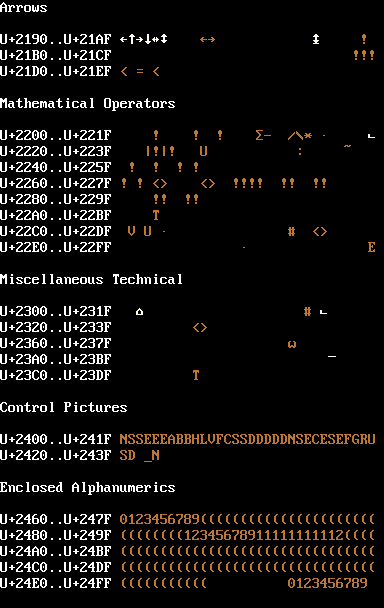 Arrows
U+2190..U+21AF ←↑→↓↔↕    ←→            ↨     !
U+21B0..U+21CF                              !!!
U+21D0..U+21EF < = <
Mathematical Operators
U+2200..U+221F     !    !  !    Σ−  /\* ·     ∟
U+2220..U+223F    |!|!   U           :     ~
U+2240..U+225F  !  !  ! !
U+2260..U+227F ! ! <>    <>  !!!!  !!  !!
U+2280..U+229F     !!  !!
U+22A0..U+22BF     T
U+22C0..U+22DF  V U ·               #  <>
U+22E0..U+22FF                ·               E
Miscellaneous Technical
U+2300..U+231F   ⌂                    # ⌙
U+2320..U+233F          <>
U+2360..U+237F                      ω
U+23A0..U+23BF                           ⎺
U+23C0..U+23DF          T
Control Pictures
U+2400..U+241F NSSEEEABBHLVFCSSDDDDDNSECESEFGRU
U+2420..U+243F SD _N
Enclosed Alphanumerics
U+2460..U+247F 0123456789((((((((((((((((((((((
U+2480..U+249F ((((((((12345678911111111112((((
U+24A0..U+24BF ((((((((((((((((((((((((((((((((
U+24C0..U+24DF ((((((((((((((((((((((((((((((((
U+24E0..U+24FF (((((((((((          0123456789